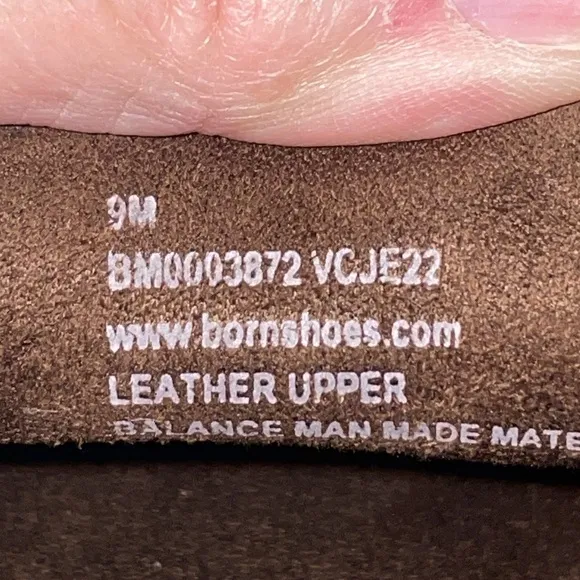 9M
BM0003872 VCJE22
www.bornshoes.com
LEATHER UPPER
BALANCE MAN MADE MATE